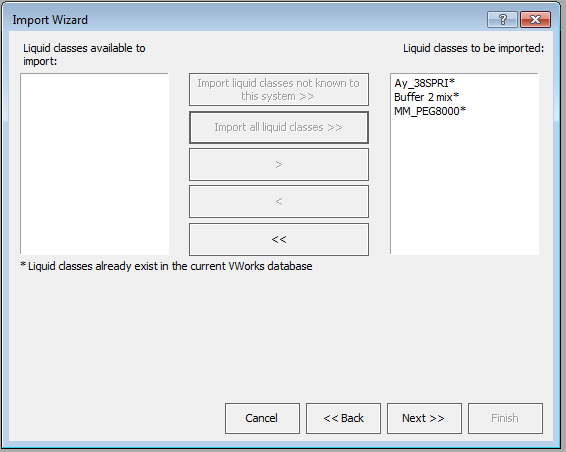 Import Wizard
?
Liquid classes available to
import:
Liquid classes to be imported:
Import liquid classes not known to
this system >>
Import all liquid classes >>
>
<
<<
Ay_38SPRI*
Buffer 2 mix*
MM_PEG8000*
* Liquid classes already exist in the current VWorks database
Cancel
<< Back
Next >>
Finish